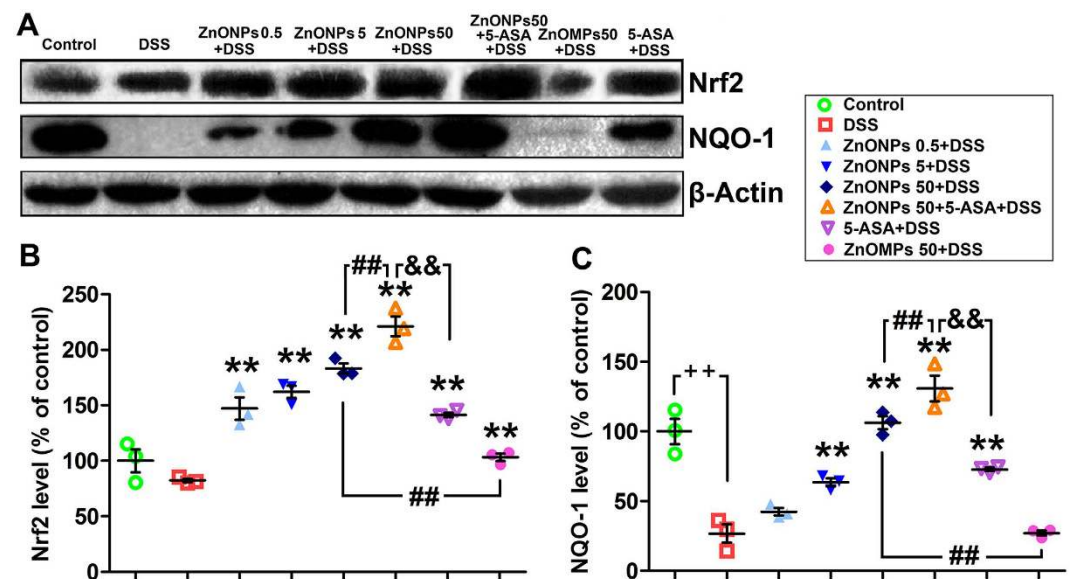 A
Control
DSS
ZnONPs0.5
+DSS
ZnONPs 5
+DSS
ZnONPs50
+DSS
ZnONPs50
+5-ASA
+DSS
ZnOMPs50
+DSS
5-ASA
+DSS
Nrf2
NQO-1
β-Actin
Control
DSS
ZnONPs 0.5+DSS
ZnONPs 5+DSS
ZnONPs 50+DSS
ZnONPs 50+5-ASA+DSS
5-ASA+DSS
ZnOMPs 50+DSS
B
Nrf2 level (% of control)
250
200
150
100
50
0
**
**
**
##
&&
**
**
**
##
C
NQO-1 level (% of control)
200
150
100
50
0
++
**
**
##
&&
**
**
##